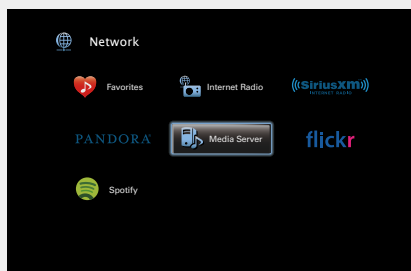 Network
Favorites
Internet Radio
((SiriusXM))
INTERNET RADIO
PANDORA
Media Server
flickr
Spotify